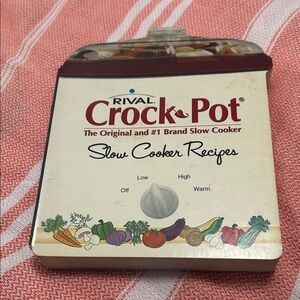 RIVAL
Crock•Pot®
The Original and #1 Brand Slow Cooker
Slow Cooker Recipes
Low High
Off Warm